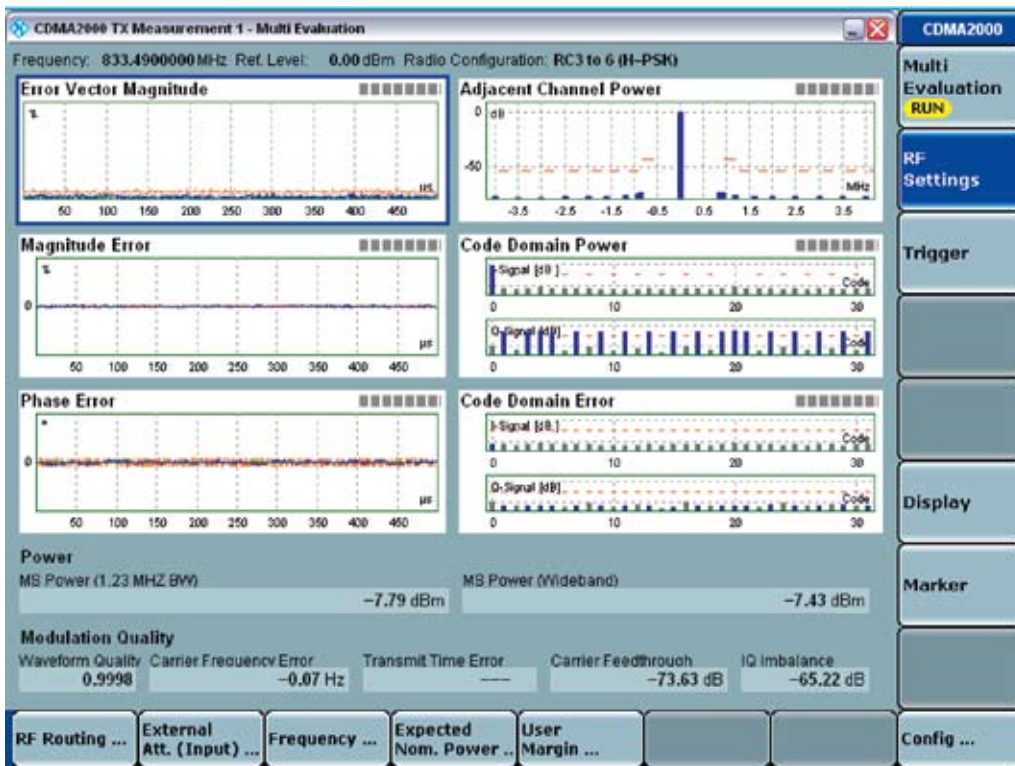 CDMA2000 TX Measurement 1 - Multi Evaluation
CDMA2000
Frequency: 833.4900000 MHz Ref. Level: 0.00 dBm Radio Configuration: RC3 to 6 (H-PSK)
Multi Evaluation
RUN
RF Settings
Trigger
Display
Marker
Config ...
Error Vector Magnitude
%
µs
50 100 150 200 250 300 350 400 450
Adjacent Channel Power
0 dB
-50
MHz
-3.5 -2.5 -1.5 -0.5 0.5 1.5 2.5 3.5
Magnitude Error
%
0
µs
50 100 150 200 250 300 350 400 450
Code Domain Power
I-Signal [dB]
Code
0 10 20 30
Q-Signal [dB]
Code
0 10 20 30
Phase Error
°
0
µs
50 100 150 200 250 300 350 400 450
Code Domain Error
I-Signal [dB]
Code
0 10 20 30
Q-Signal [dB]
Code
0 10 20 30
Power
MS Power (1.23 MHZ BW)
-7.79 dBm
MS Power (Wideband)
-7.43 dBm
Modulation Quality
Waveform Quality Carrier Frequency Error Transmit Time Error Carrier Feedthrough IQ Imbalance
0.9998 -0.07 Hz --- -73.63 dB -65.22 dB
RF Routing ...
External Att. (Input) ...
Frequency ...
Expected Nom. Power ..
User Margin ...